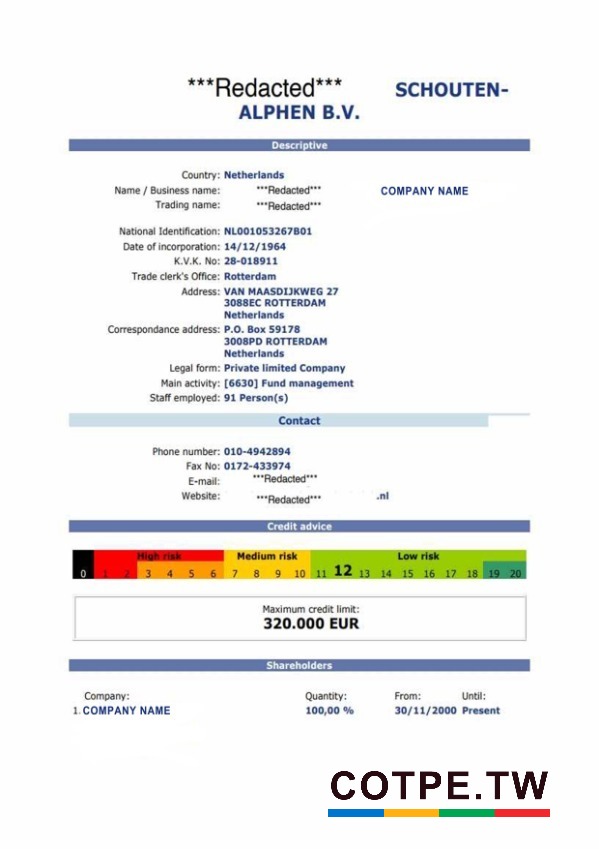 ***Redacted*** SCHOUTEN-
ALPHEN B.V.
Descriptive
Country: Netherlands
Name / Business name: ***Redacted*** COMPANY NAME
Trading name: ***Redacted***
National Identification: NL001053267B01
Date of incorporation: 14/12/1964
K.V.K. No: 28-018911
Trade clerk's Office: Rotterdam
Address: VAN MAASDIJKWEG 27
3088EC ROTTERDAM
Netherlands
Correspondance address: P.O. Box 59178
3008PD ROTTERDAM
Netherlands
Legal form: Private limited Company
Main activity: [6630] Fund management
Staff employed: 91 Person(s)
Contact
Phone number: 010-4942894
Fax No: 0172-433974
E-mail: ***Redacted***
Website: ***Redacted*** .nl
Credit advice
High risk Medium risk Low risk
0 1 2 3 4 5 6 7 8 9 10 11 12 13 14 15 16 17 18 19 20
Maximum credit limit:
320.000 EUR
Shareholders
Company: Quantity: From: Until:
1. COMPANY NAME 100,00 % 30/11/2000 Present
COTPE.TW